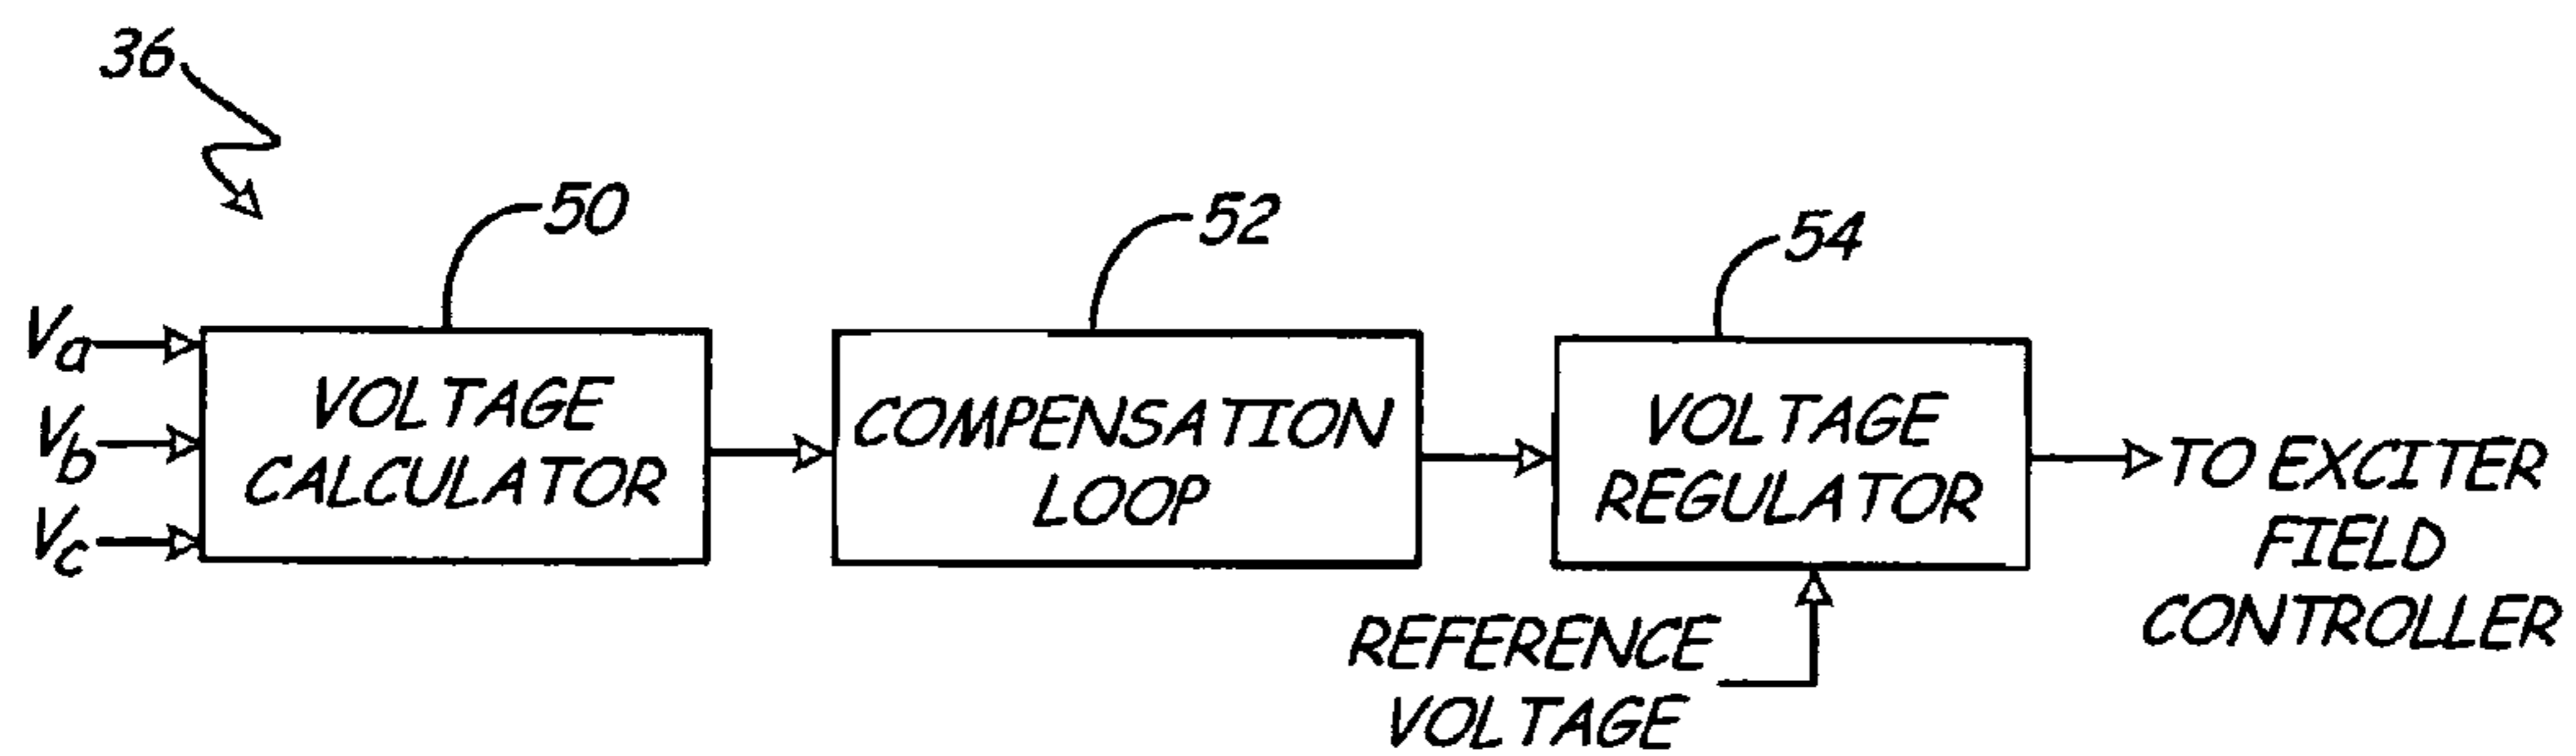 36
50
52
54
Va
Vb
Vc
VOLTAGE
CALCULATOR
COMPENSATION
LOOP
VOLTAGE
REGULATOR
TO EXCITER
FIELD
CONTROLLER
REFERENCE
VOLTAGE